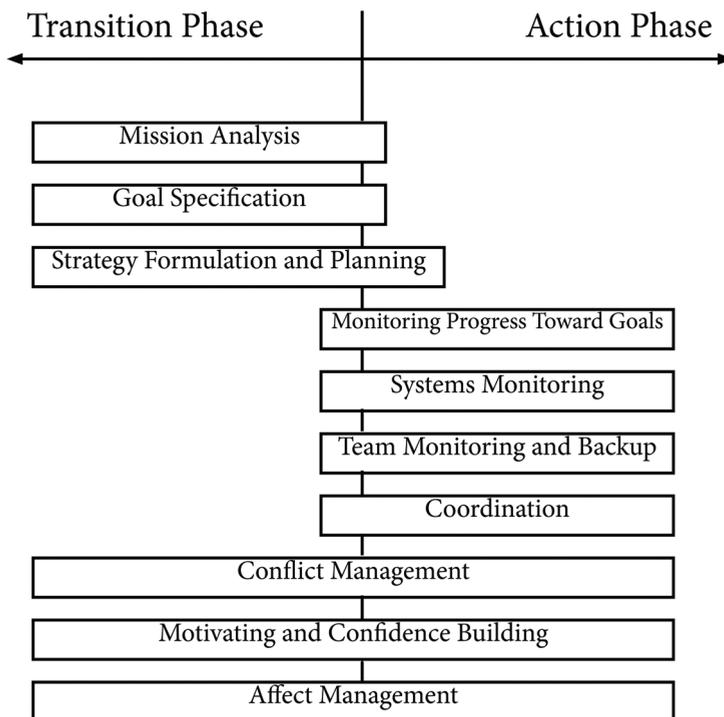 Transition Phase
Action Phase
Mission Analysis
Goal Specification
Strategy Formulation and Planning
Monitoring Progress Toward Goals
Systems Monitoring
Team Monitoring and Backup
Coordination
Conflict Management
Motivating and Confidence Building
Affect Management